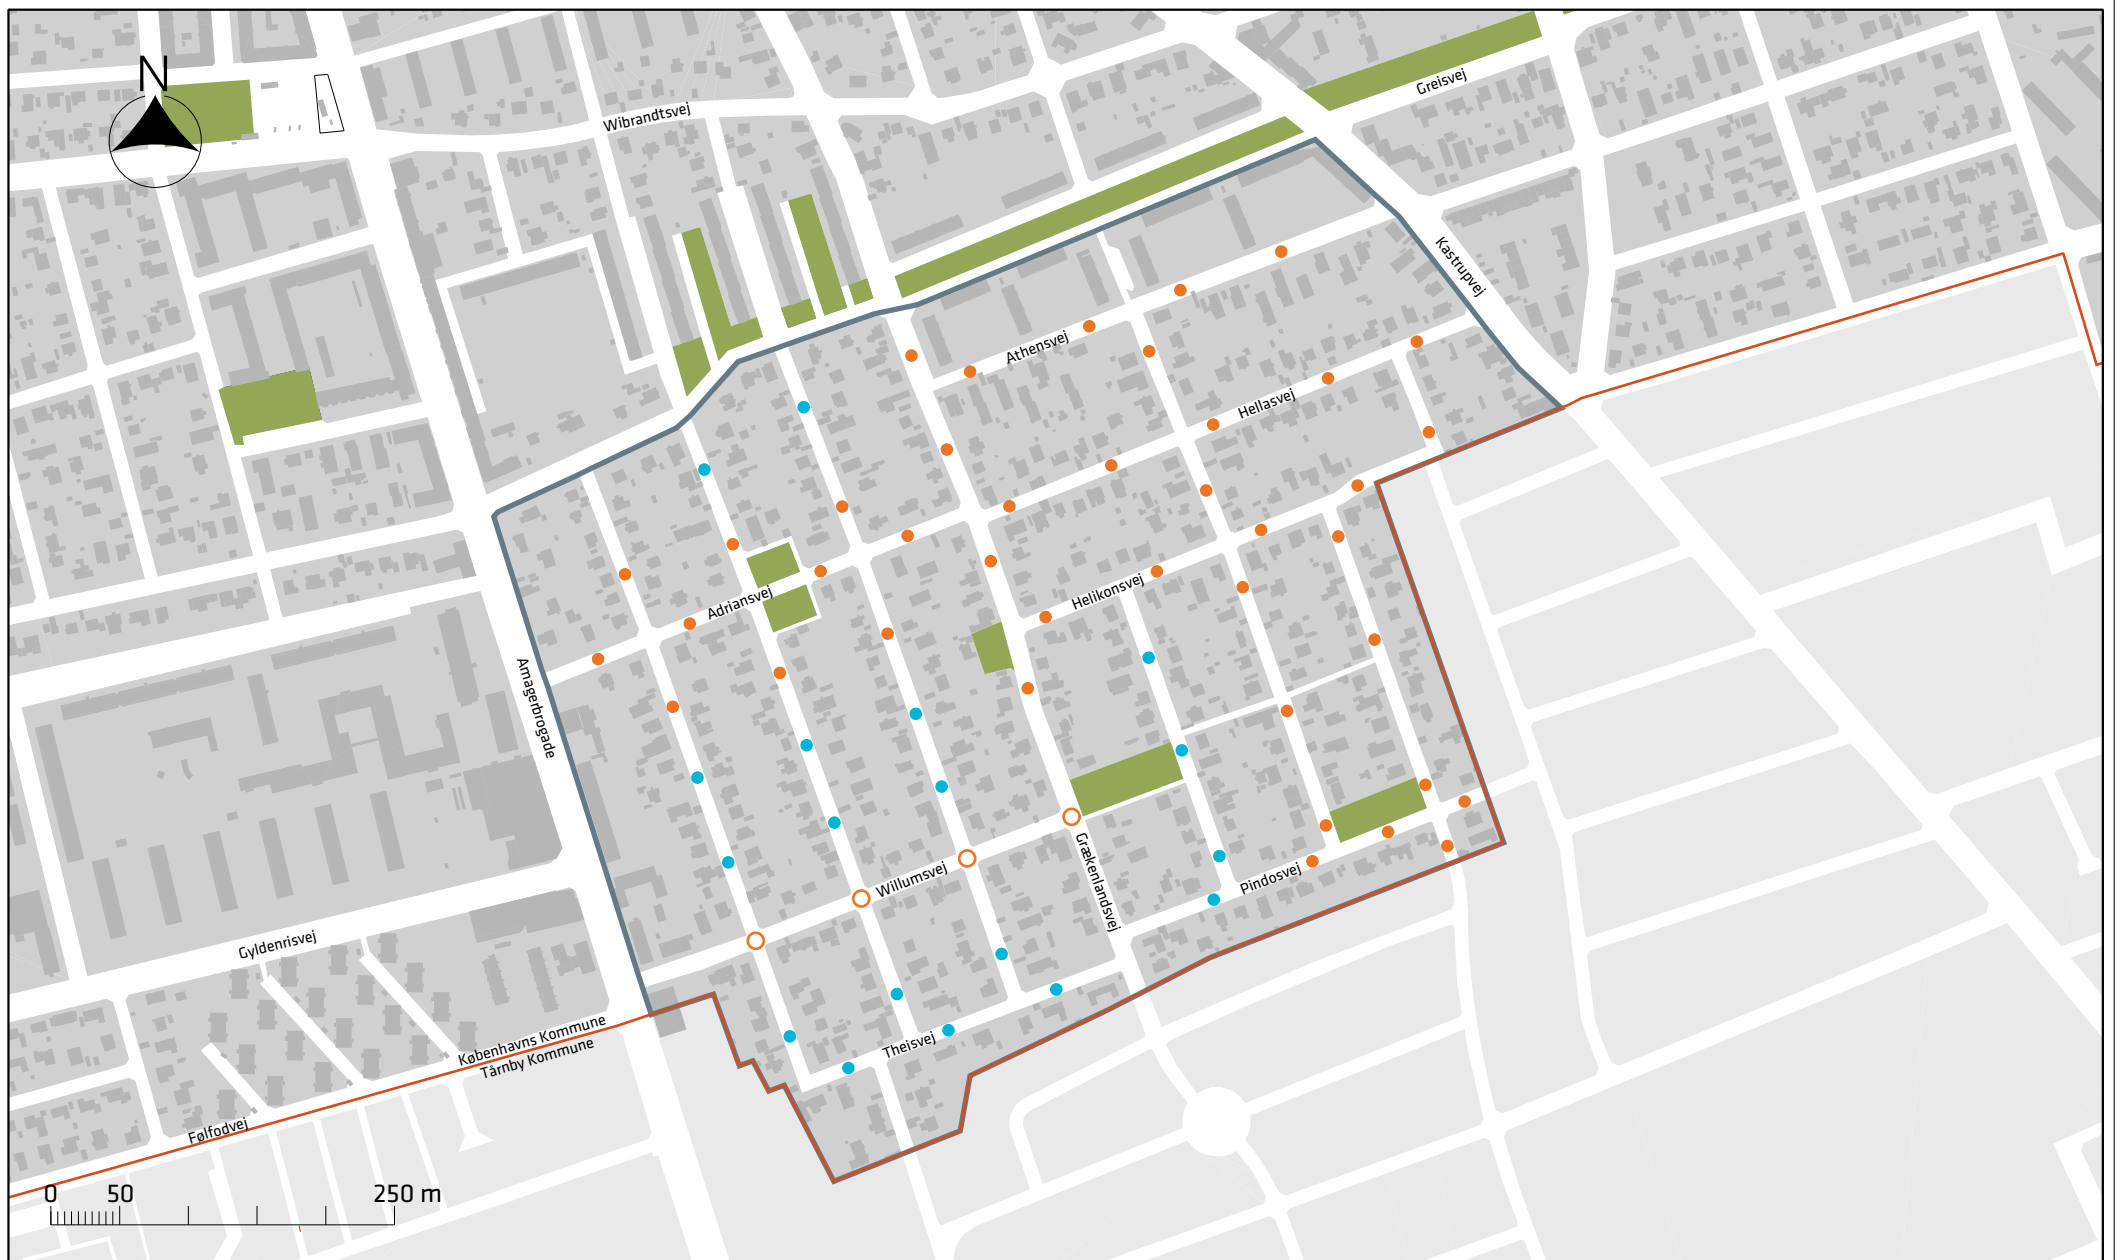 N
Wibrandtsvej
Greisvej
Kastrupvej
Athensvej
Hellasvej
Helikonsvej
Adriansvej
Amagerbrogade
Willumsvej
Grækenlandsvej
Pindosvej
Gyldenrisvej
Theisvej
Københavns Kommune
Tårnby Kommune
Følfodvej
0 50 250 m